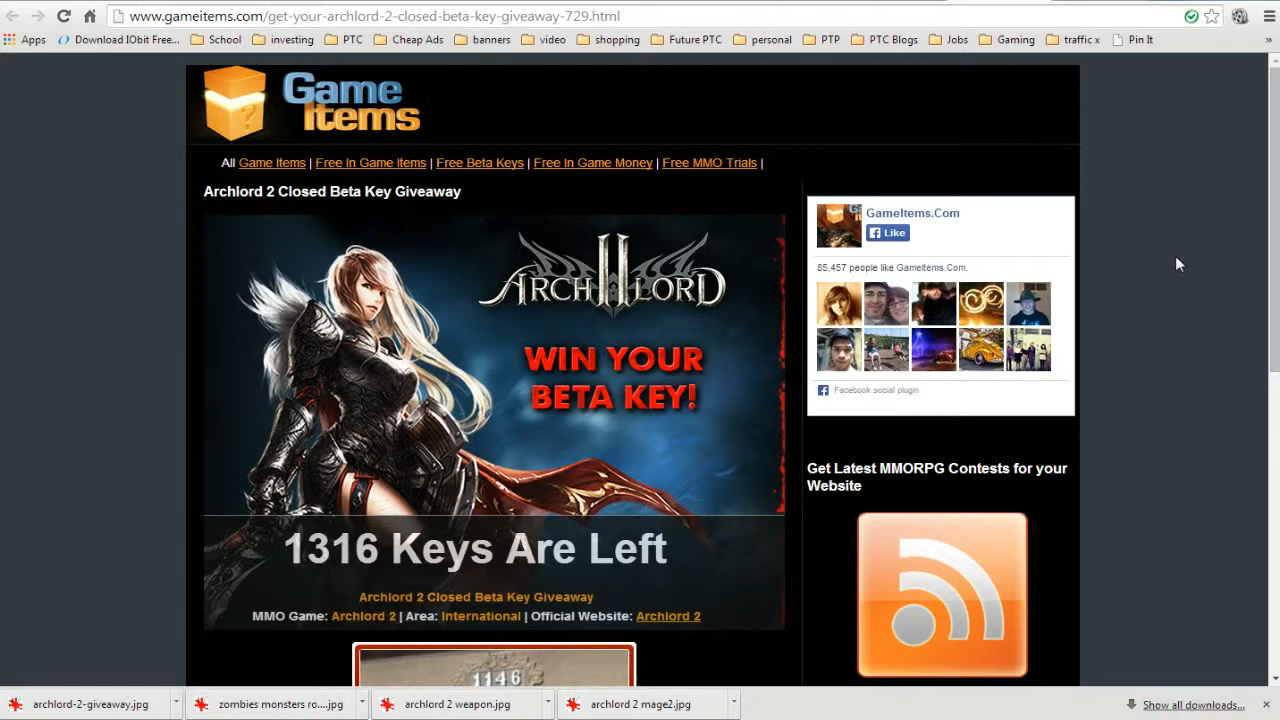 www.gameitems.com/get-your-archlord-2-closed-beta-key-giveaway-729.html
Apps Download IObit Free... School investing PTC Cheap Ads banners video shopping Future PTC personal PTP PTC Blogs Jobs Gaming traffic x Pin It »
Game
Items
All Game Items | Free In Game Items | Free Beta Keys | Free In Game Money | Free MMO Trials |
Archlord 2 Closed Beta Key Giveaway
ARCHLORD II
WIN YOUR
BETA KEY!
1316 Keys Are Left
Archlord 2 Closed Beta Key Giveaway
MMO Game: Archlord 2 | Area: International | Official Website: Archlord 2
1146
GameItems.Com
Like
85,457 people like GameItems.Com.
Facebook social plugin
Get Latest MMORPG Contests for your
Website
archlord-2-giveaway.jpg zombies monsters ro....jpg archlord 2 weapon.jpg archlord 2 mage2.jpg Show all downloads...